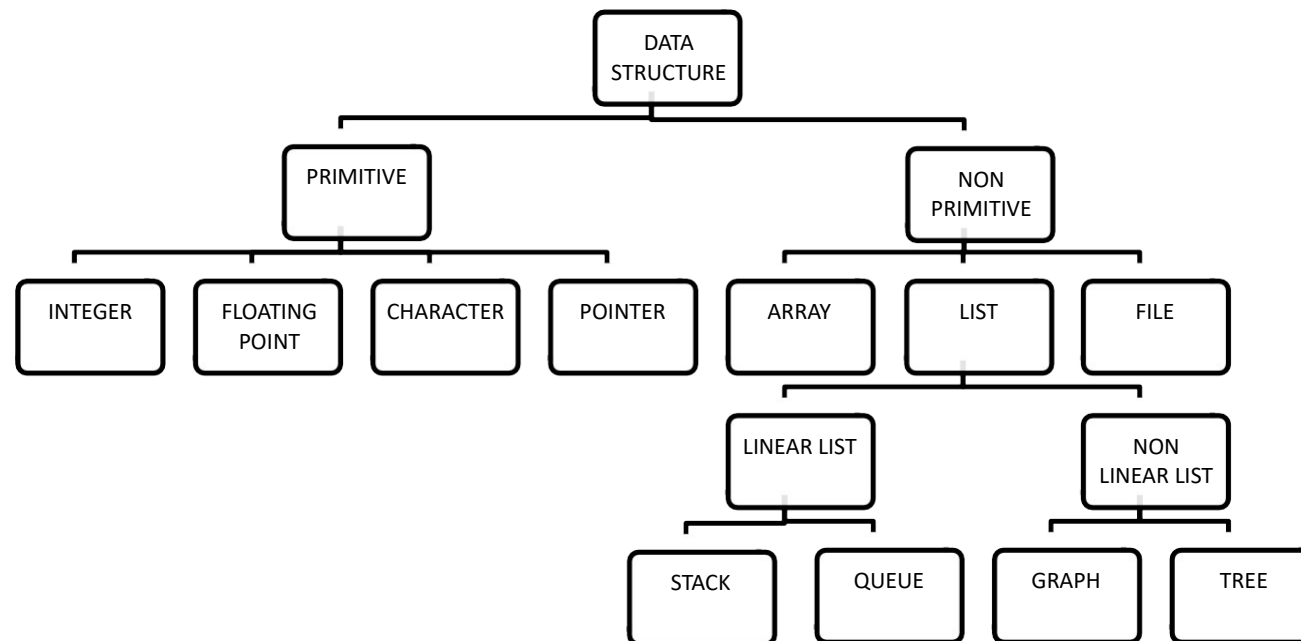 DATA
STRUCTURE
PRIMITIVE
NON
PRIMITIVE
INTEGER
FLOATING
POINT
CHARACTER
POINTER
ARRAY
LIST
FILE
LINEAR LIST
NON
LINEAR LIST
STACK
QUEUE
GRAPH
TREE